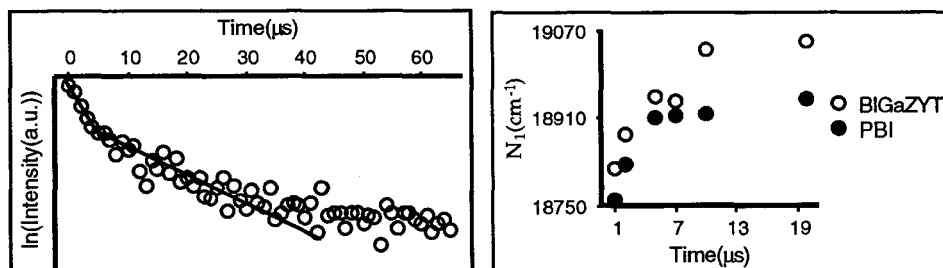 Time(µs)
0 10 20 30 40 50 60
ln(Intensity(a.u.))
19070
18910
18750
N1(cm-1)
BIGaZYT
PBI
1 7 13 19
Time(µs)